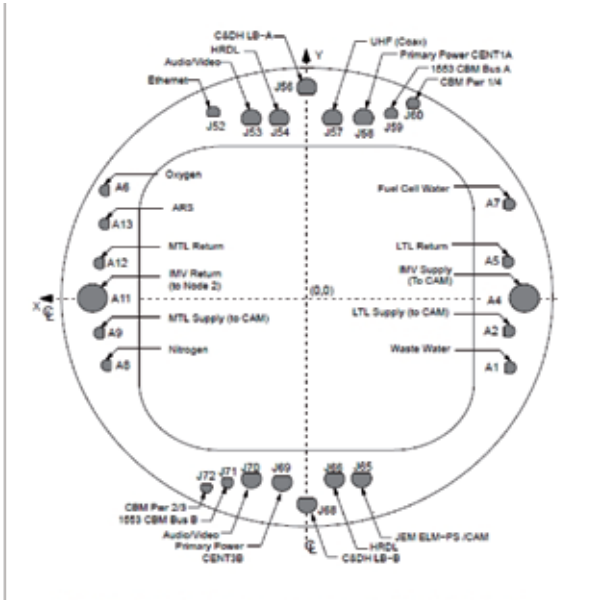 C&DH LB-A
HRDL
Audio/Video
Ethernet
Y
UHF (Coax)
Primary Power CENT1A
1553 CBM Bus A
CBM Pwr 1/4
J56
J52
J53
J54
J57
J58
J59
J60
Oxygen
A6
ARS
A13
MTL Return
A12
IMV Return
(to Node 2)
A11
X
MTL Supply (to CAM)
A9
Nitrogen
A8
(0,0)
Fuel Cell Water
A7
LTL Return
A5
IMV Supply
(To CAM)
A4
LTL Supply (to CAM)
A2
Waste Water
A1
J72
J71
J70
J69
J68
J66
J65
CBM Pwr 2/3
1553 CBM Bus B
Audio/Video
Primary Power
CENT3B
JEM ELM-PS /CAM
HRDL
C&DH LB-B